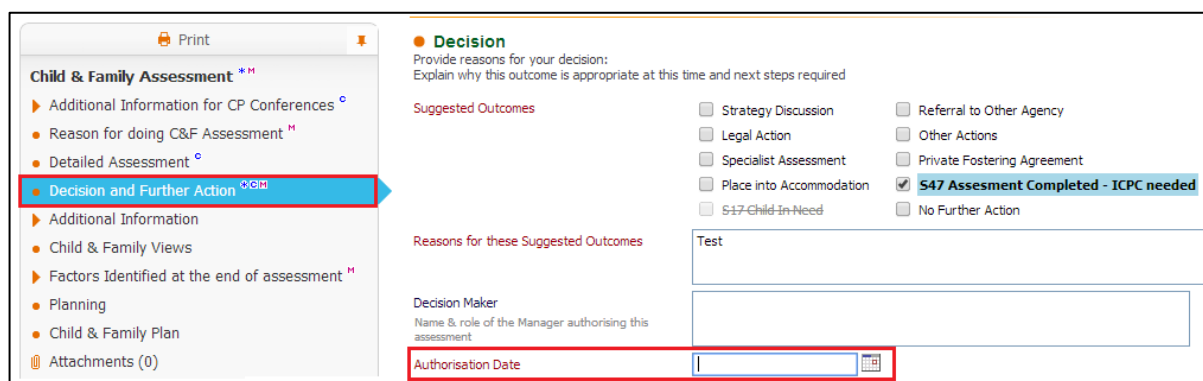 Print
Child & Family Assessment *M
Additional Information for CP Conferences C
Reason for doing C&F Assessment M
Detailed Assessment C
Decision and Further Action *CM
Additional Information
Child & Family Views
Factors Identified at the end of assessment M
Planning
Child & Family Plan
Attachments (0)
Decision
Provide reasons for your decision:
Explain why this outcome is appropriate at this time and next steps required
Suggested Outcomes
Strategy Discussion
Referral to Other Agency
Legal Action
Other Actions
Specialist Assessment
Private Fostering Agreement
Place into Accommodation
S47 Assesment Completed - ICPC needed
S17 Child In Need
No Further Action
Reasons for these Suggested Outcomes
Test
Decision Maker
Name & role of the Manager authorising this
assessment
Authorisation Date